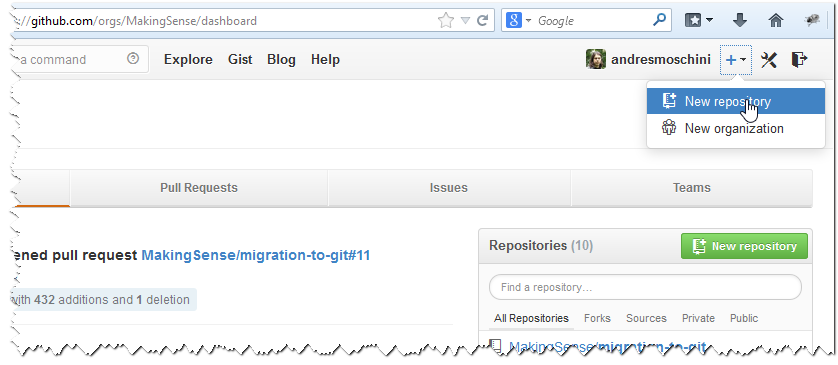 ://github.com/orgs/MakingSense/dashboard
Google
a command
Explore Gist Blog Help
andresmoschini
New repository
New organization
Pull Requests Issues Teams
ened pull request MakingSense/migration-to-git#11
with 432 additions and 1 deletion
Repositories (10)
New repository
Find a repository…
All Repositories Forks Sources Private Public
MakingSense/migration-to-git